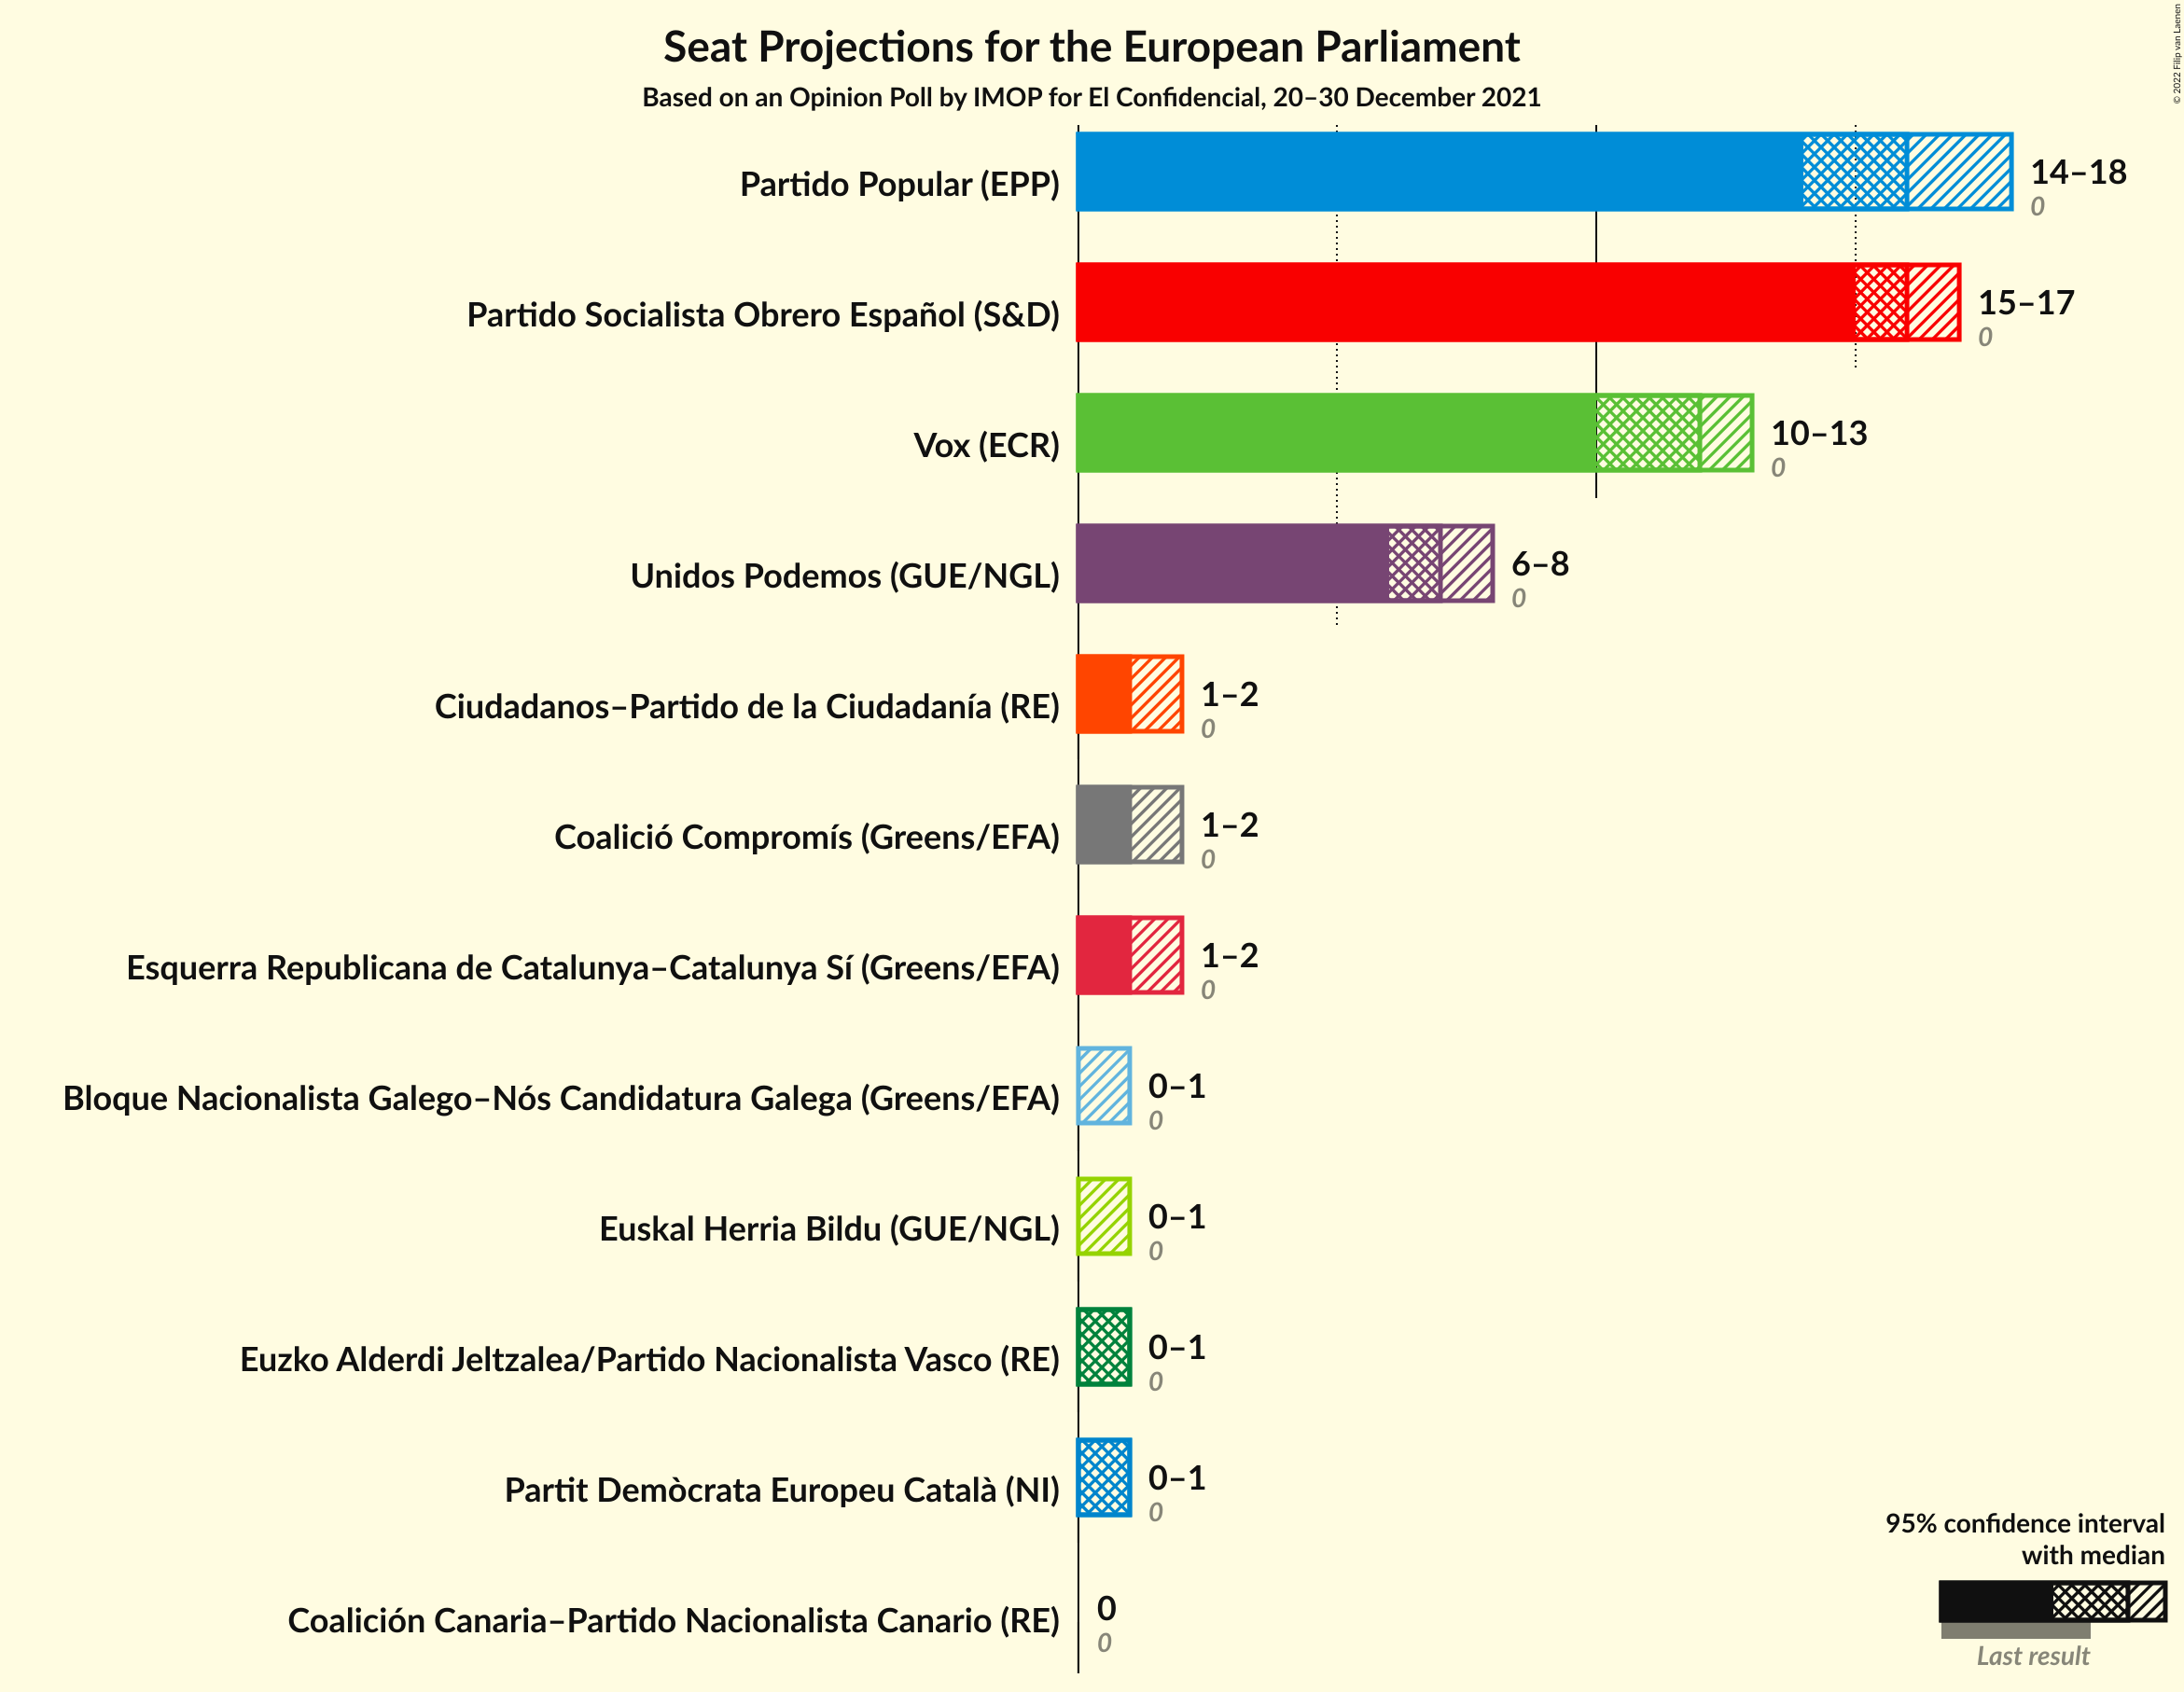 Seat Projections for the European Parliament
Based on an Opinion Poll by IMOP for El Confidencial, 20–30 December 2021
© 2022 Filip van Laenen
Partido Popular (EPP)
14–18
0
Partido Socialista Obrero Español (S&D)
15–17
0
Vox (ECR)
10–13
0
Unidos Podemos (GUE/NGL)
6–8
0
Ciudadanos–Partido de la Ciudadanía (RE)
1–2
0
Coalició Compromís (Greens/EFA)
1–2
0
Esquerra Republicana de Catalunya–Catalunya Sí (Greens/EFA)
1–2
0
Bloque Nacionalista Galego–Nós Candidatura Galega (Greens/EFA)
0–1
0
Euskal Herria Bildu (GUE/NGL)
0–1
0
Euzko Alderdi Jeltzalea/Partido Nacionalista Vasco (RE)
0–1
0
Partit Demòcrata Europeu Català (NI)
0–1
0
Coalición Canaria–Partido Nacionalista Canario (RE)
0
0
95% confidence interval
with median
Last result